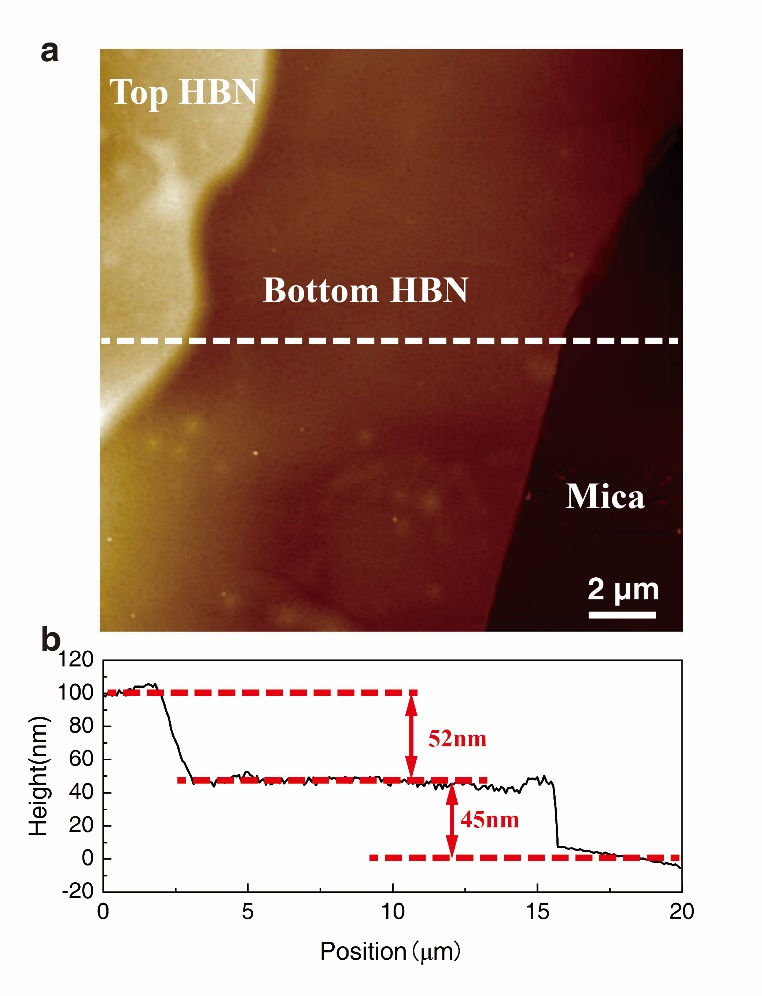 a
Top HBN
Bottom HBN
Mica
2 μm
b
120
100
80
60
40
20
0
-20
Height(nm)
52nm
45nm
0 5 10 15 20
Position(μm)